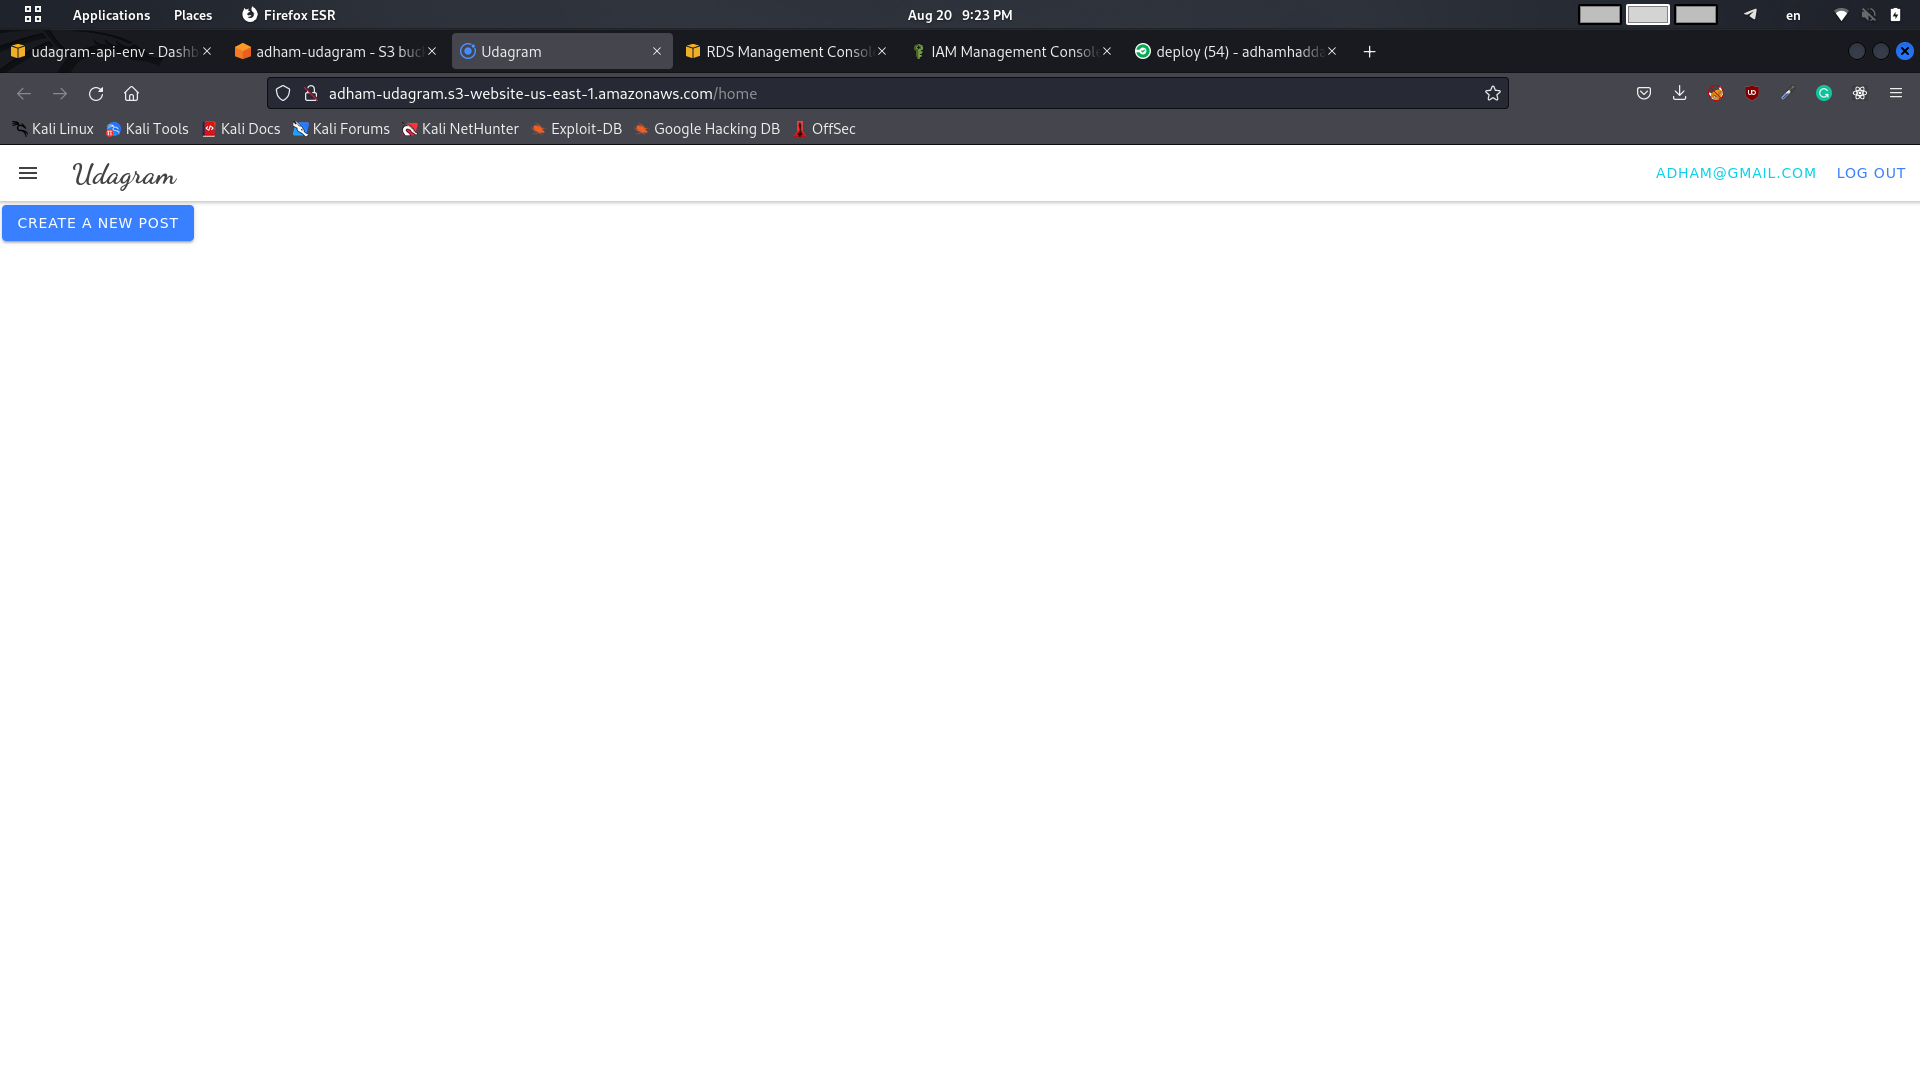 Applications Places Firefox ESR Aug 20 9:23 PM en
udagram-api-env - Dashb adham-udagram - S3 buc Udagram RDS Management Consol IAM Management Console deploy (54) - adhamhadda
adham-udagram.s3-website-us-east-1.amazonaws.com/home
Kali Linux Kali Tools Kali Docs Kali Forums Kali NetHunter Exploit-DB Google Hacking DB OffSec
Udagram ADHAM@GMAIL.COM LOG OUT
CREATE A NEW POST